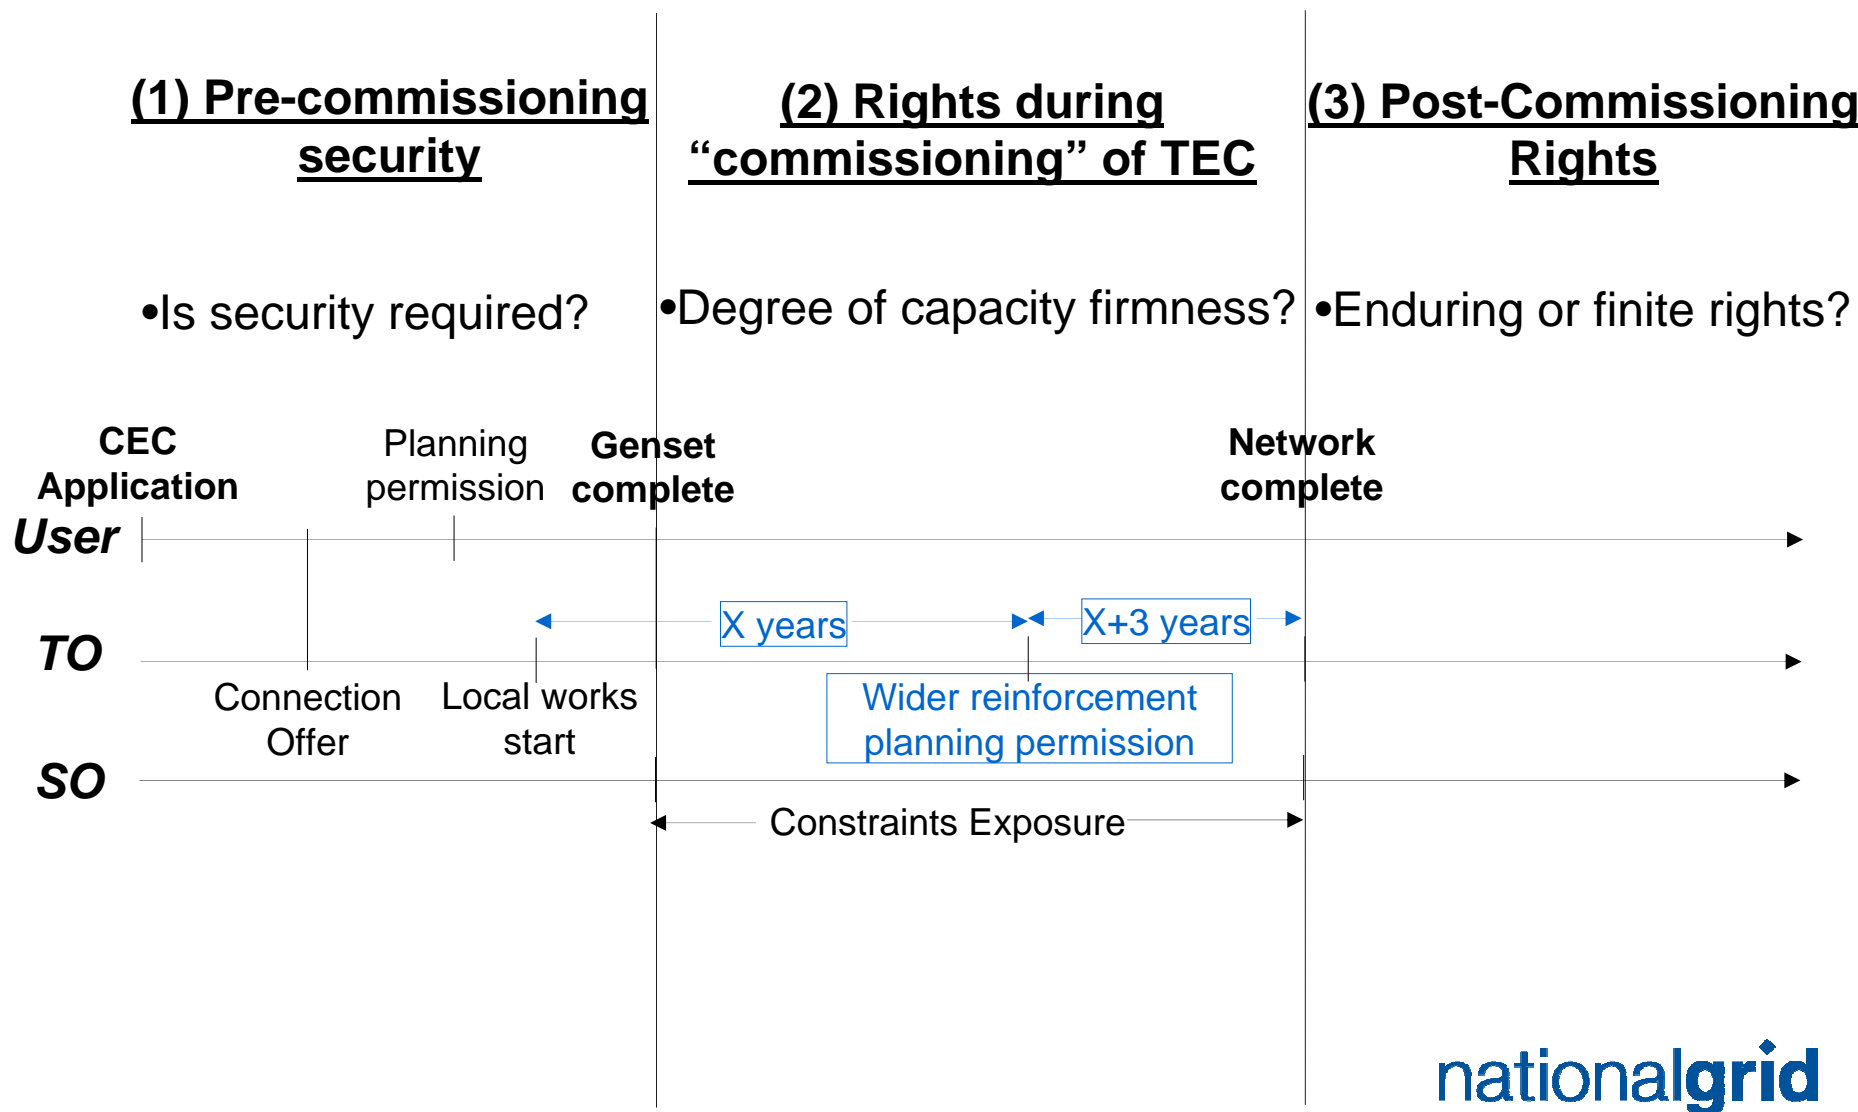 (1) Pre-commissioning
security
(2) Rights during
“commissioning” of TEC
(3) Post-Commissioning
Rights
•Is security required?
•Degree of capacity firmness?
•Enduring or finite rights?
CEC
Application
Planning
permission
Genset
complete
Network
complete
User
X years
X+3 years
TO
Connection
Offer
Local works
start
Wider reinforcement
planning permission
SO
Constraints Exposure
nationalgrid